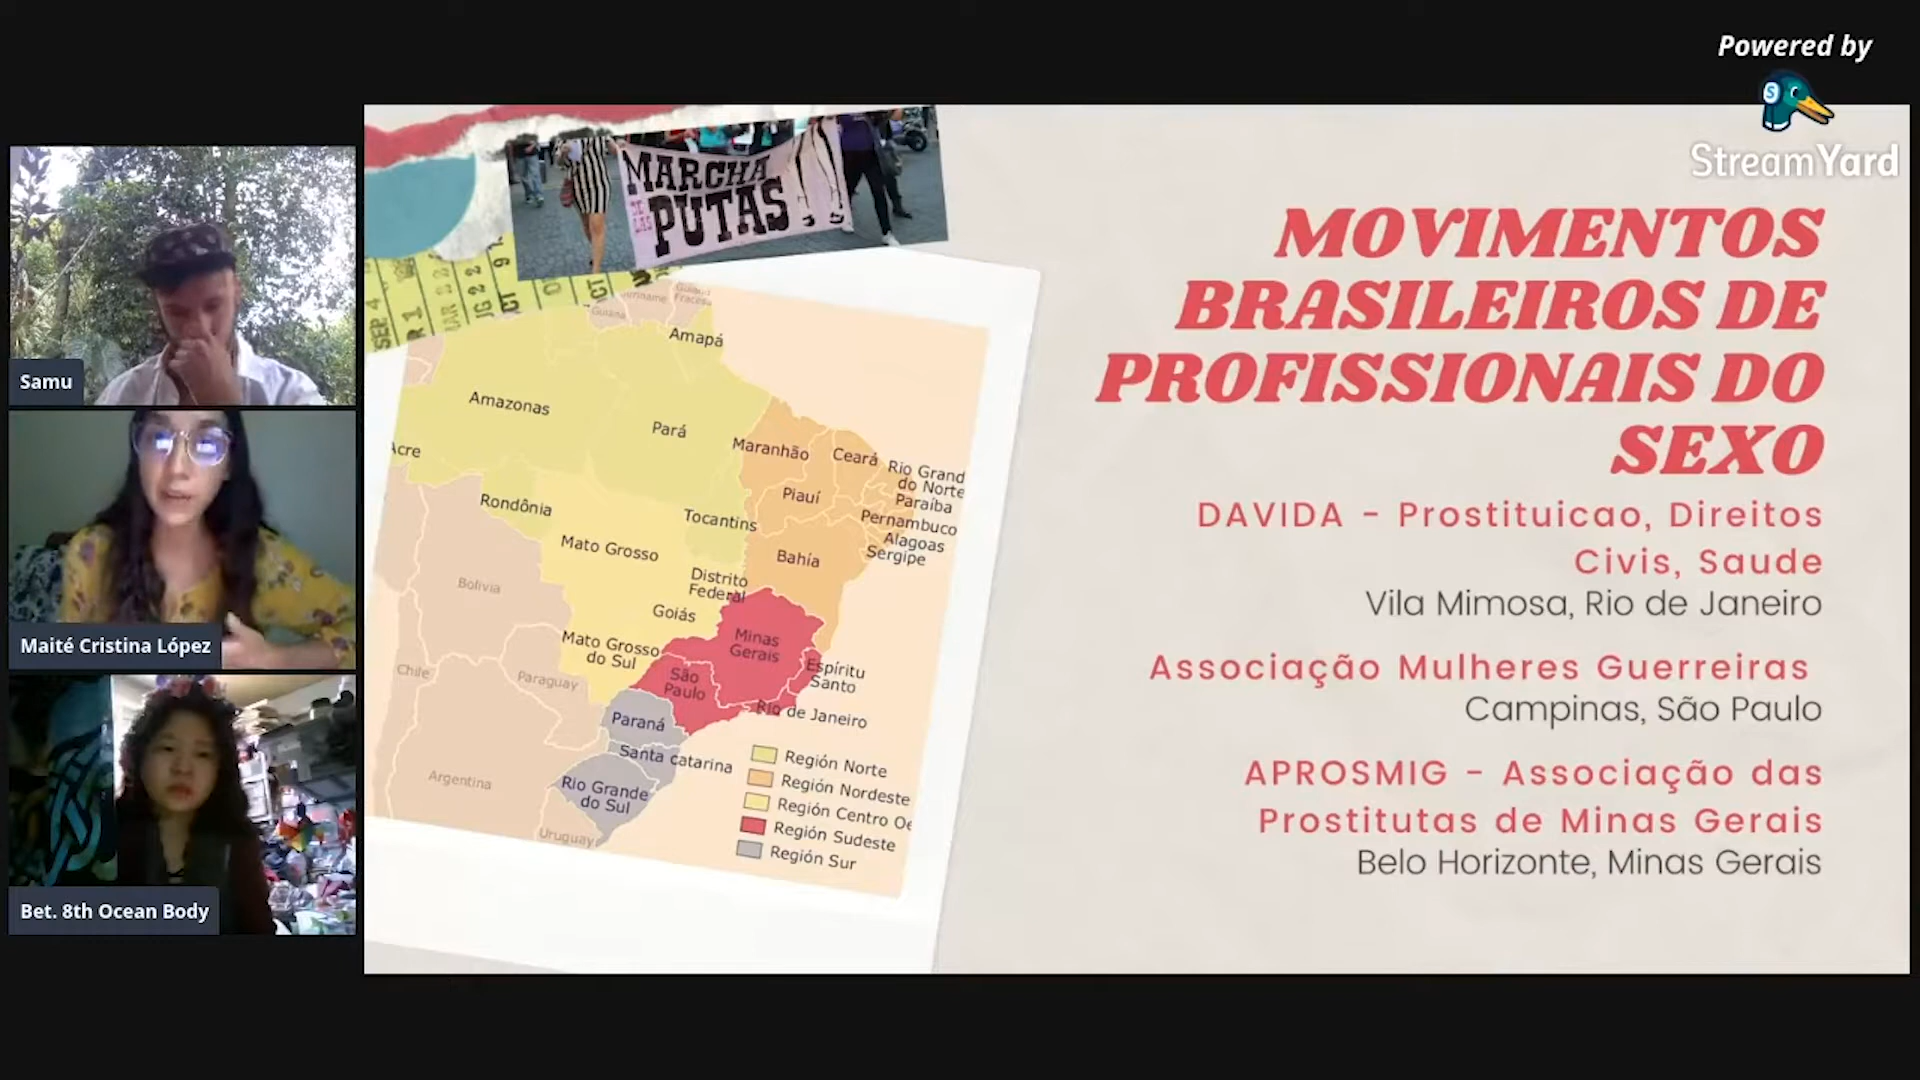 Powered by
StreamYard
Samu
Maité Cristina López
Bet. 8th Ocean Body
MARCHA
DE LAS
PUTAS
MOVIMENTOS
BRASILEIROS DE
PROFISSIONAIS DO
SEXO
DAVIDA - Prostituicao, Direitos
Civis, Saude
Vila Mimosa, Rio de Janeiro
Associação Mulheres Guerreiras
Campinas, São Paulo
APROSMIG - Associação das
Prostitutas de Minas Gerais
Belo Horizonte, Minas Gerais
Guiana
Amapá
Amazonas
Pará
Acre
Maranhão
Ceará
Rio Grand
do Norte
Piauí
Paraíba
Rondônia
Tocantins
Pernambuco
Alagoas
Sergipe
Mato Grosso
Bahía
Distrito
Federal
Bolivia
Goiás
Mato Grosso
do Sul
Minas
Gerais
Espíritu
Santo
São
Paulo
Chile
Paraguay
Rio de Janeiro
Paraná
Santa catarina
Argentina
Rio Grande
do Sul
Uruguay
Región Norte
Región Nordeste
Región Centro
Región Sudeste
Región Sur